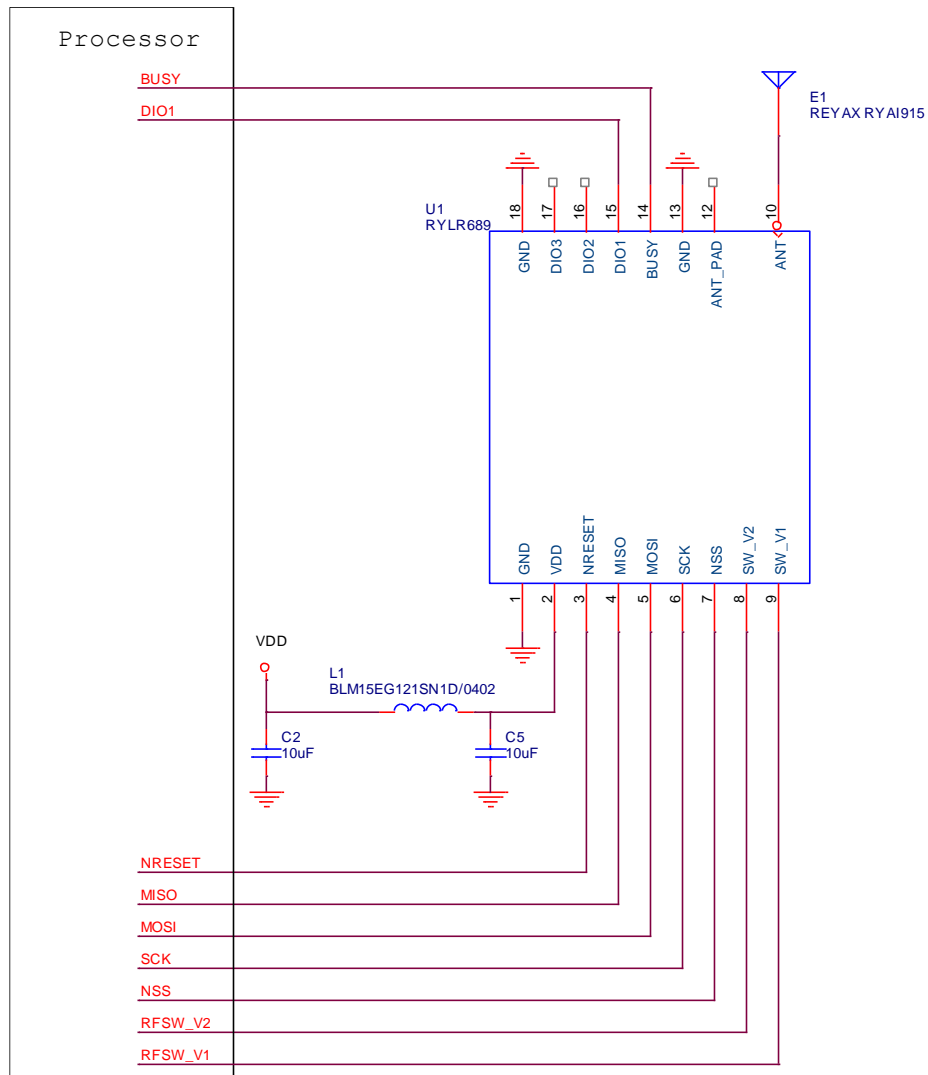 Processor
BUSY
DIO1
E1
REYAX RYAI915
U1
RYLR689
18
17
16
15
14
13
12
10
GND
DIO3
DIO2
DIO1
BUSY
GND
ANT_PAD
ANT
GND
VDD
NRESET
MISO
MOSI
SCK
NSS
SW_V2
SW_V1
1
2
3
4
5
6
7
8
9
VDD
L1
BLM15EG121SN1D/0402
C2
10uF
C5
10uF
NRESET
MISO
MOSI
SCK
NSS
RFSW_V2
RFSW_V1